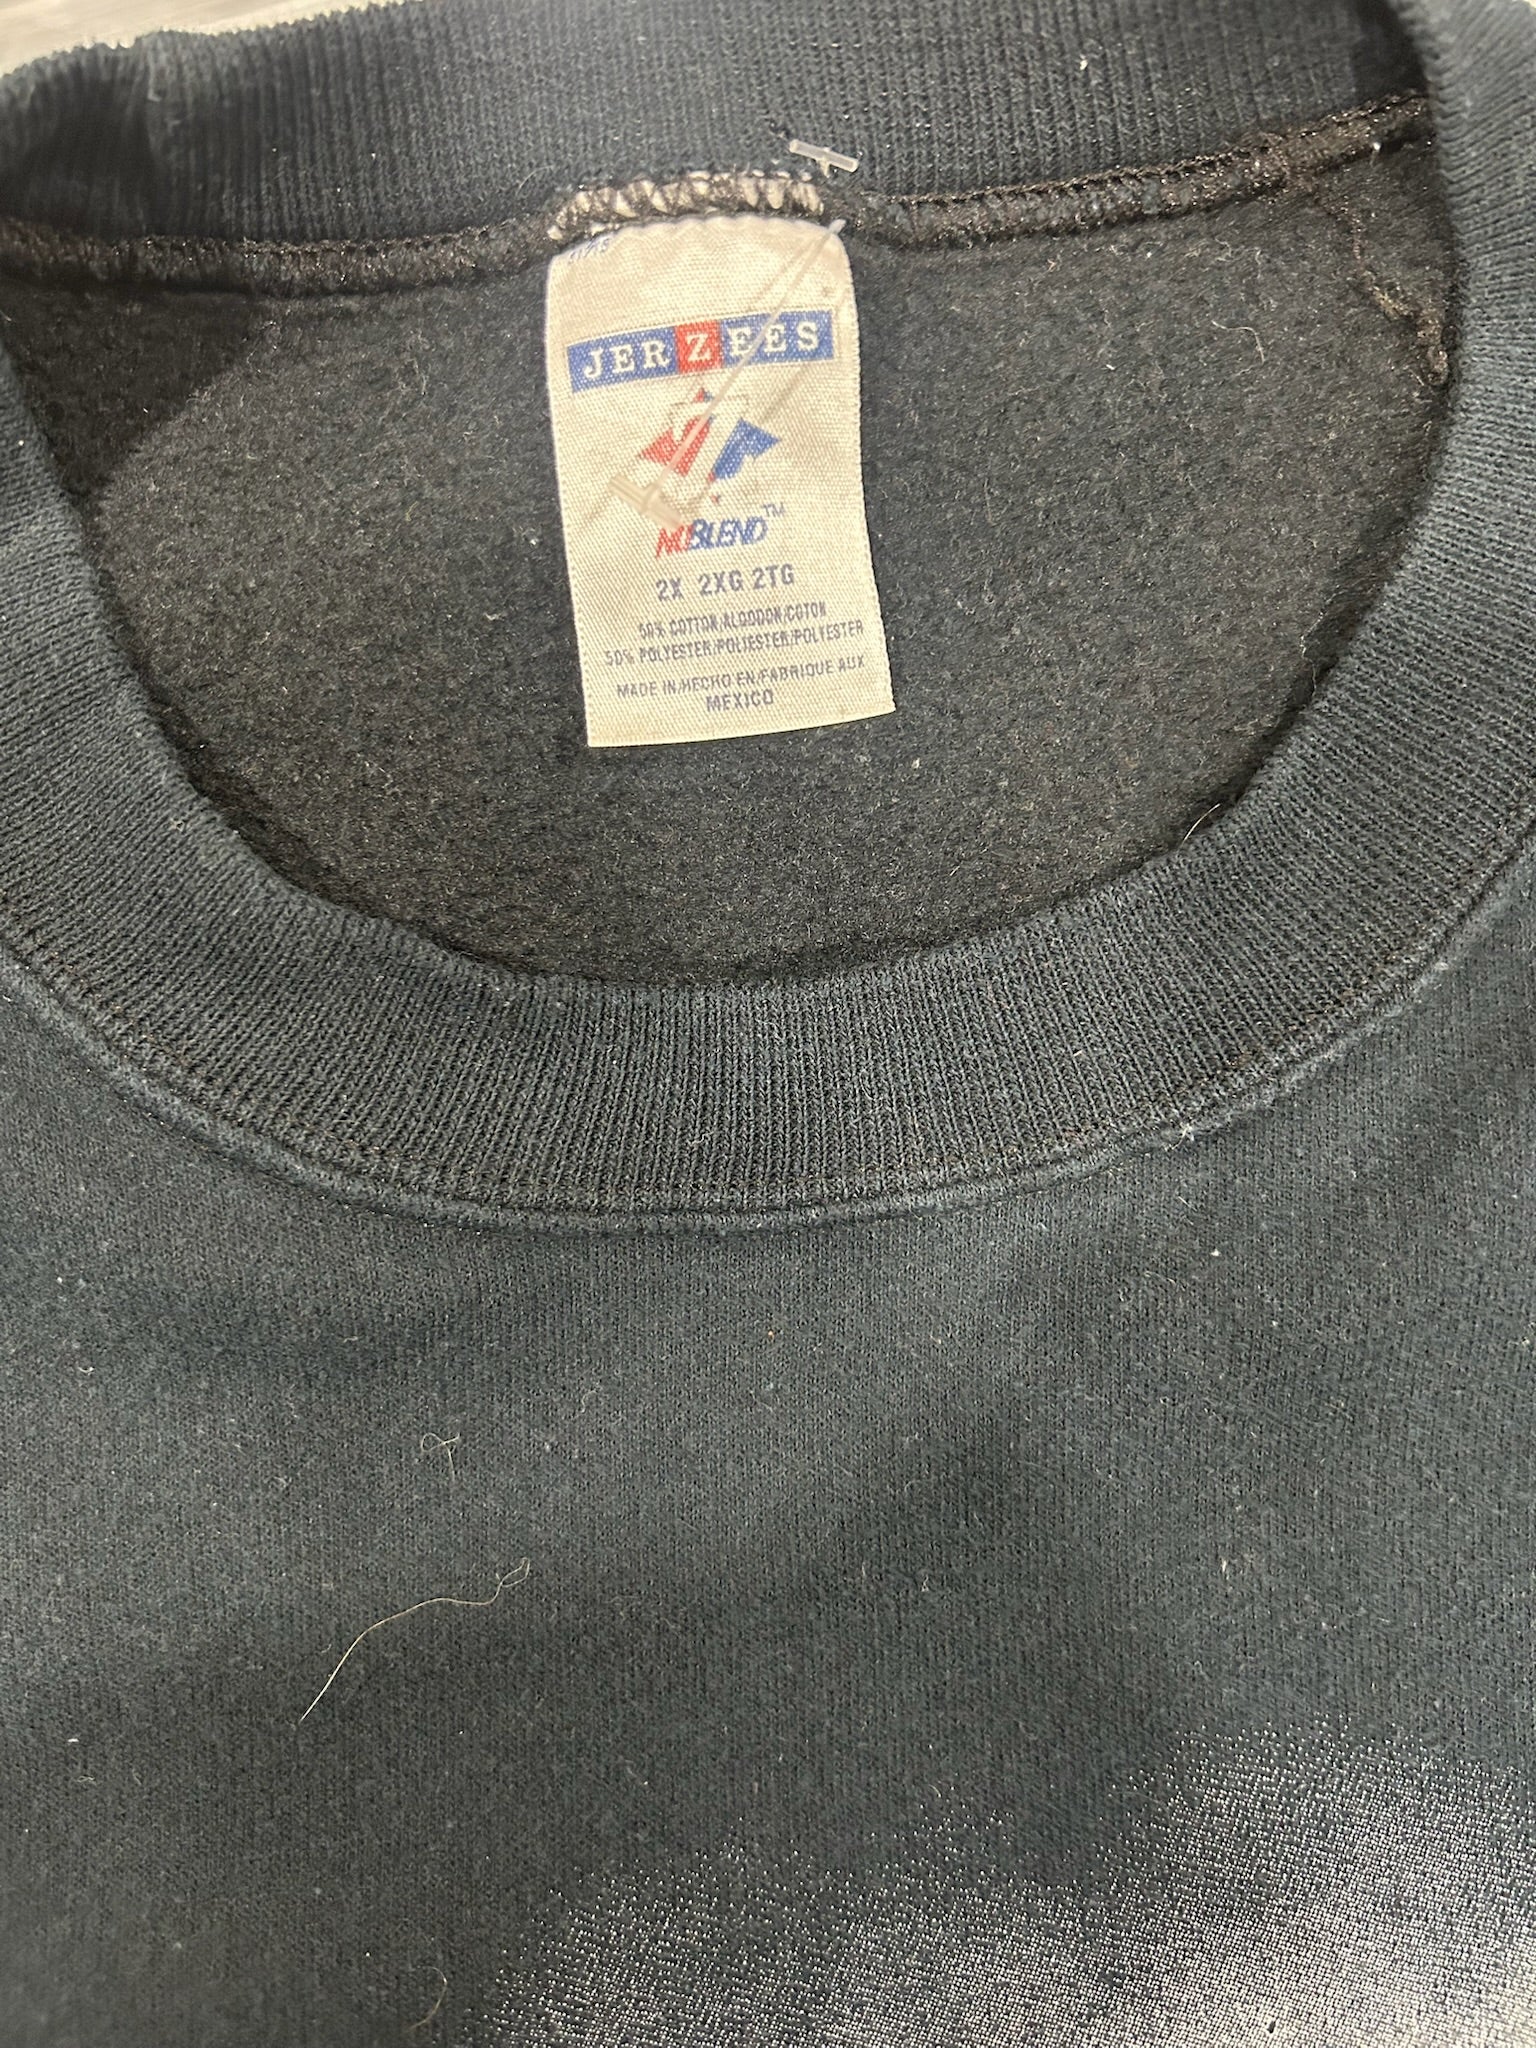 JERZEES
NuBLEND™
2X 2XG 2TG
50% COTTON/ALGODON/COTON
50% POLYESTER/POLIESTER/POLYESTER
MADE IN/HECHO EN/FABRIQUE AUX
MEXICO